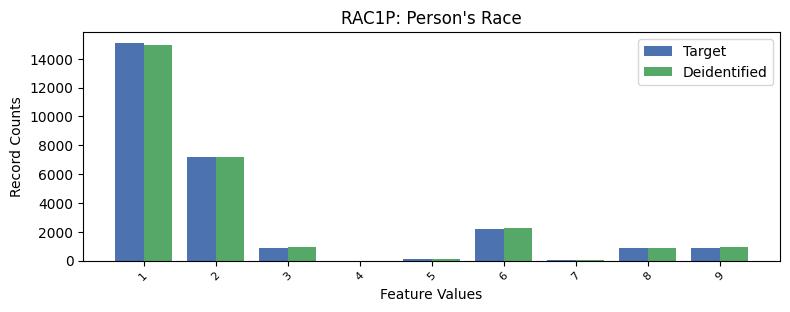 RAC1P: Person's Race
Target
Deidentified
Record Counts
14000
12000
10000
8000
6000
4000
2000
0
1 2 3 4 5 6 7 8 9
Feature Values